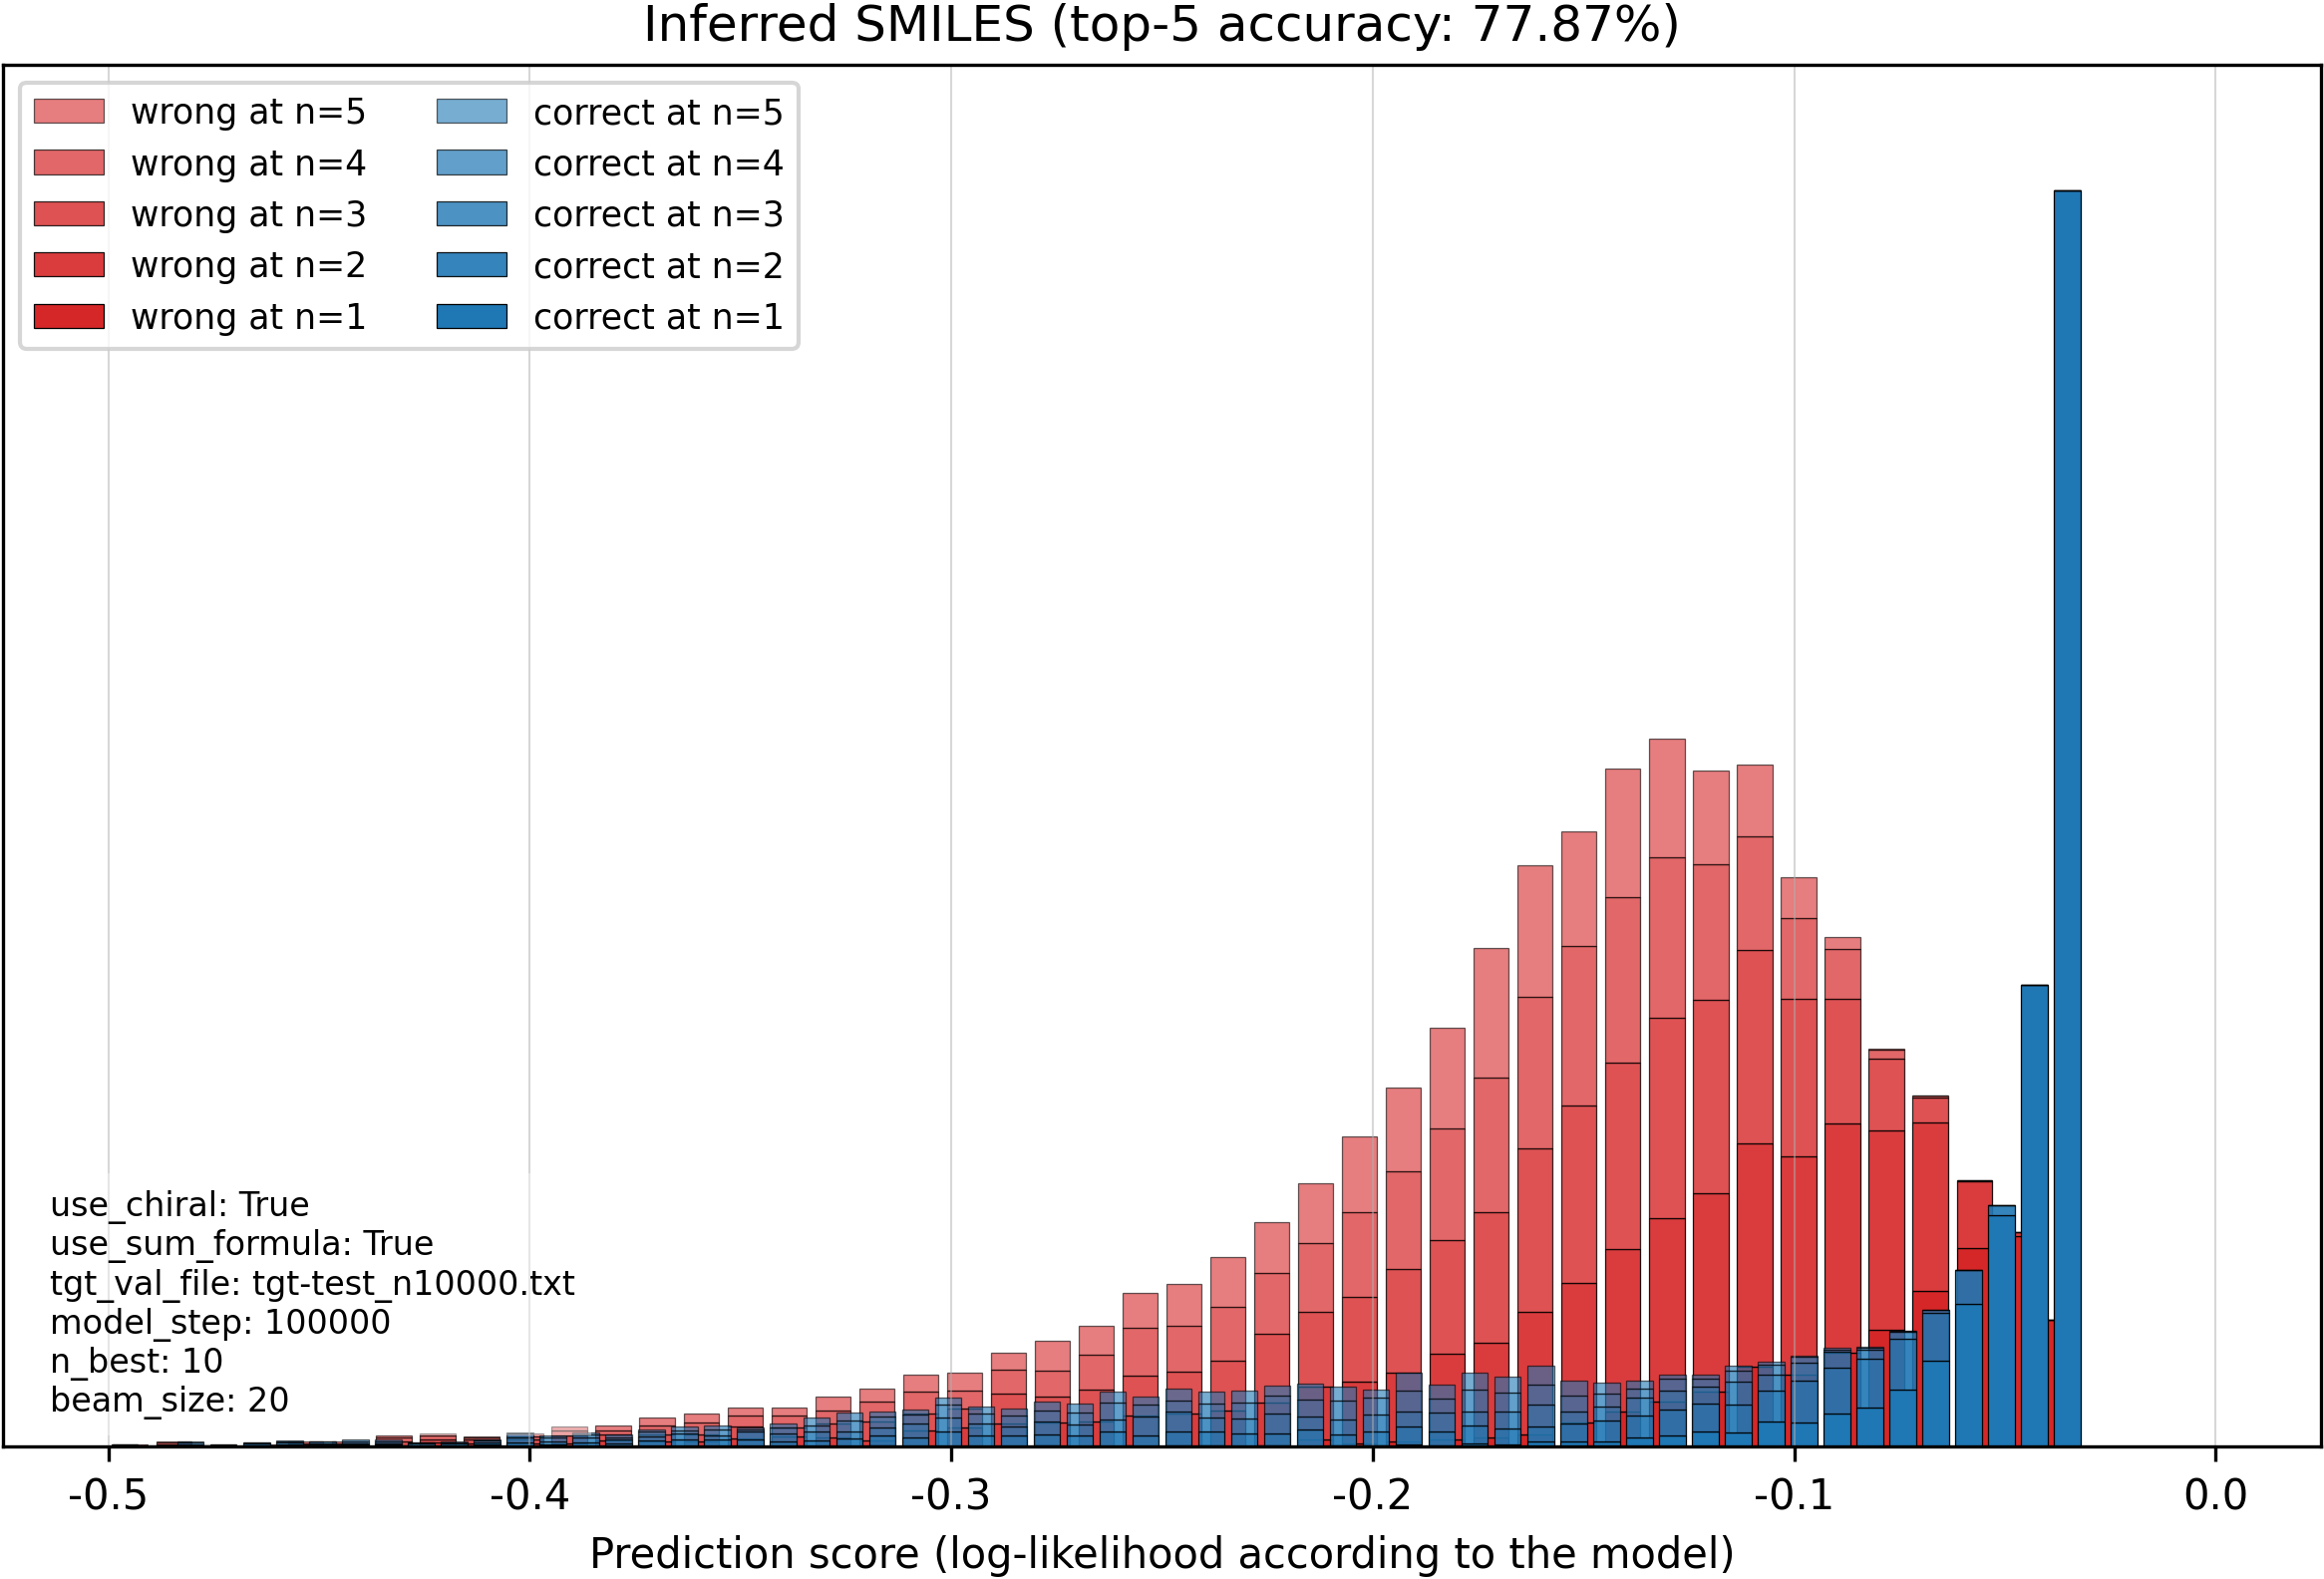 Inferred SMILES (top-5 accuracy: 77.87%)
wrong at n=5
wrong at n=4
wrong at n=3
wrong at n=2
wrong at n=1
correct at n=5
correct at n=4
correct at n=3
correct at n=2
correct at n=1
use_chiral: True
use_sum_formula: True
tgt_val_file: tgt-test_n10000.txt
model_step: 100000
n_best: 10
beam_size: 20
-0.5 -0.4 -0.3 -0.2 -0.1 0.0
Prediction score (log-likelihood according to the model)